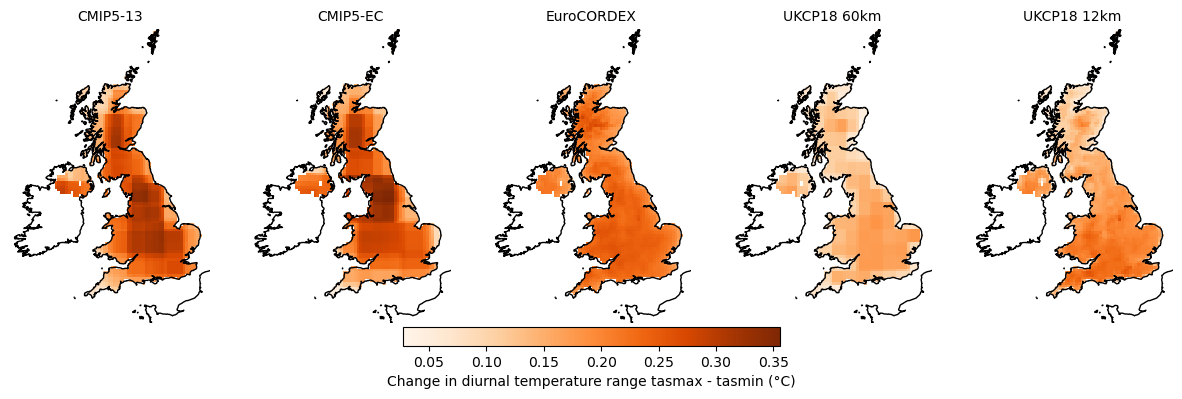 CMIP5-13
CMIP5-EC
EuroCORDEX
UKCP18 60km
UKCP18 12km
0.05 0.10 0.15 0.20 0.25 0.30 0.35
Change in diurnal temperature range tasmax - tasmin (°C)